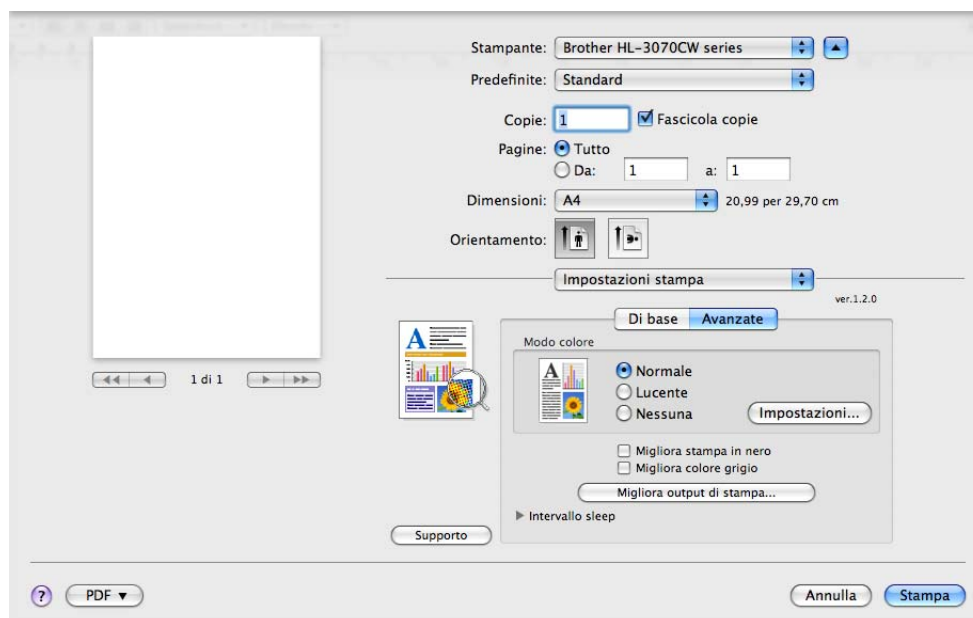 Stampante: Brother HL-3070CW series
Predefinite: Standard
Copie: 1 Fascicola copie
Pagine: Tutto
Da: 1 a: 1
Dimensioni: A4 20,99 per 29,70 cm
Orientamento:
Impostazioni stampa
ver.1.2.0
Di base Avanzate
Modo colore
Normale
Lucente
Nessuna Impostazioni...
Migliora stampa in nero
Migliora colore grigio
Migliora output di stampa...
Intervallo sleep
Supporto
1 di 1
? PDF Annulla Stampa